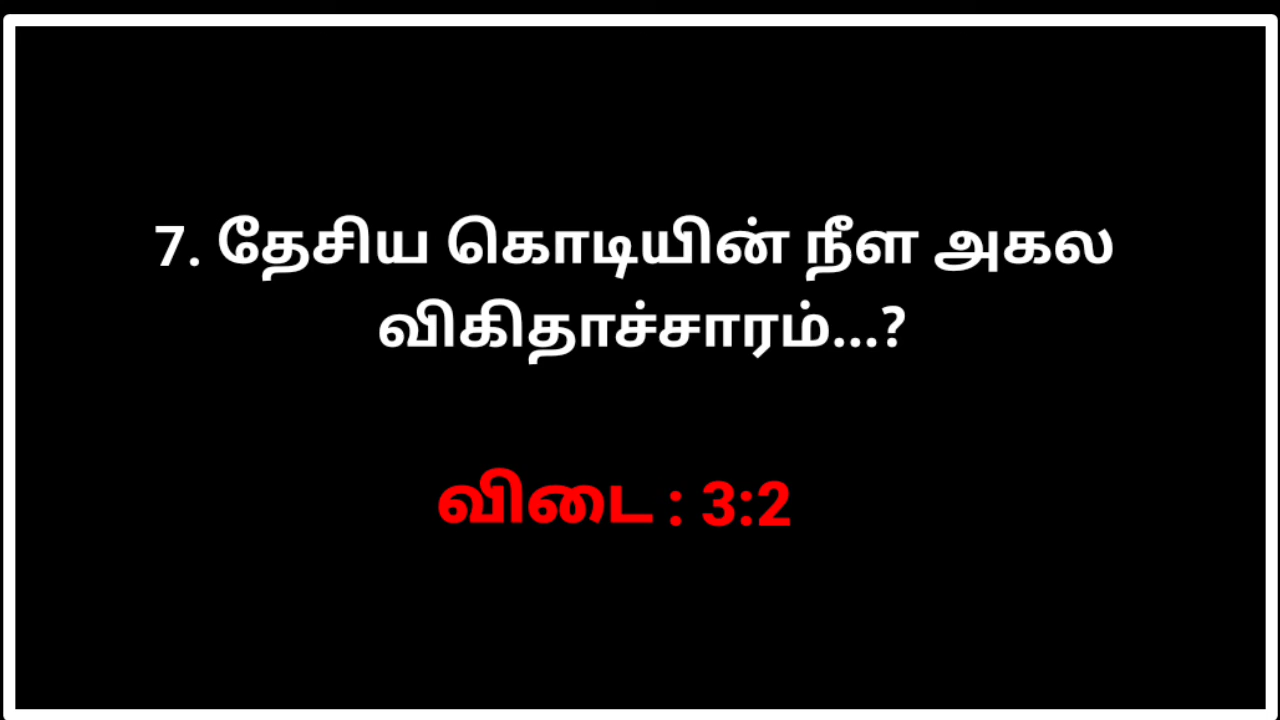 7. தேசிய கொடியின் நீள அகல
விகிதாச்சாரம்...?
விடை : 3:2